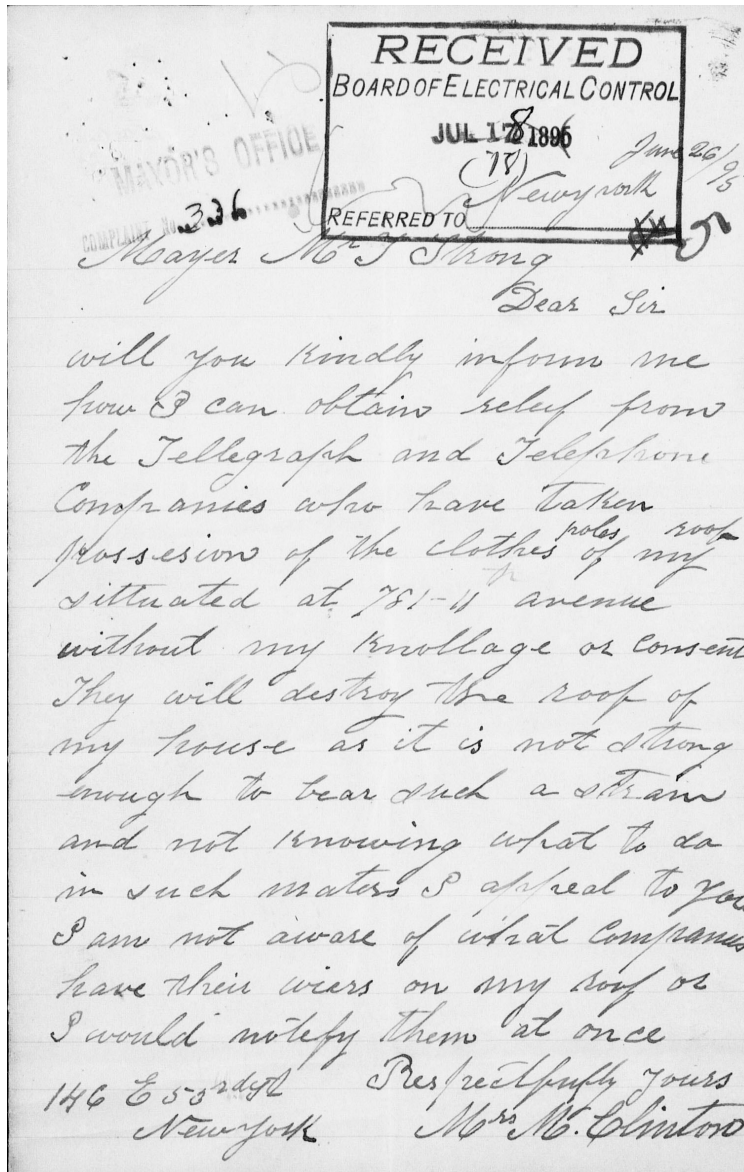 RECEIVED
BOARD OF ELECTRICAL CONTROL
JUL 1895
(78)
June 26/95
New york
REFERRED TO
MAYOR'S OFFICE
COMPLAINT No. 336
5
Mayer Mr Strong
Dear Sir
will you kindly inform me
how I can obtain relief from
the Tellegraph and Telephone
Companies who have taken
possesion of the clothes poles of my roof
sittuated at 781-11th avenue
without my knollage or consent
They will destroy the roof of
my house as it is not strong
enough to bear such a strain
and not knowing what to do
in such maters I appeal to you
I am not aware of what Companies
have their wiers on my roof or
I would notefy them at once
Respectfully yours
146 E 53rd st
New York
Mrs M. Clinton